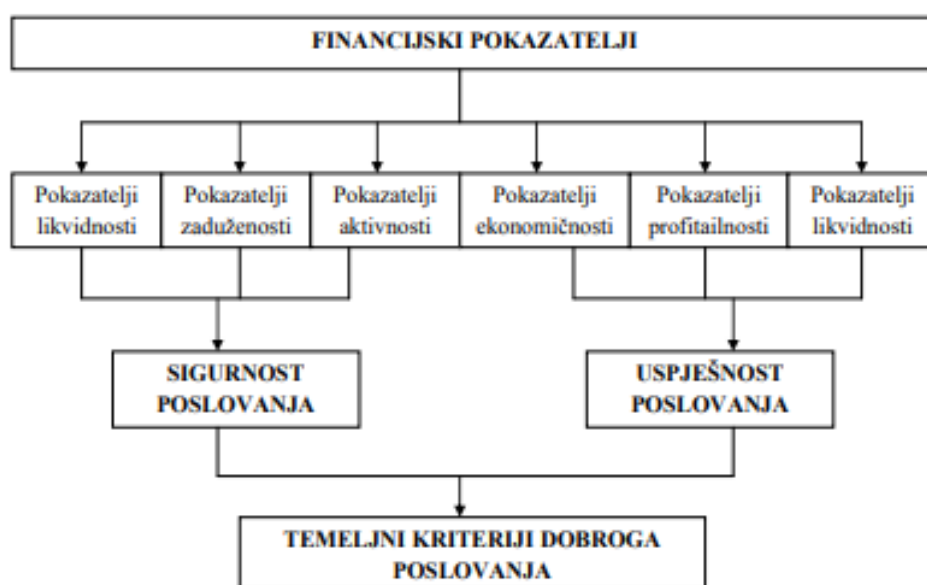 FINANCIJSKI POKAZATELJI
Pokazatelji
likvidnosti
Pokazatelji
zaduženosti
Pokazatelji
aktivnosti
Pokazatelji
ekonomičnosti
Pokazatelji
profitailnosti
Pokazatelji
likvidnosti
SIGURNOST
POSLOVANJA
USPJEŠNOST
POSLOVANJA
TEMELJNI KRITERIJI DOBROGA
POSLOVANJA